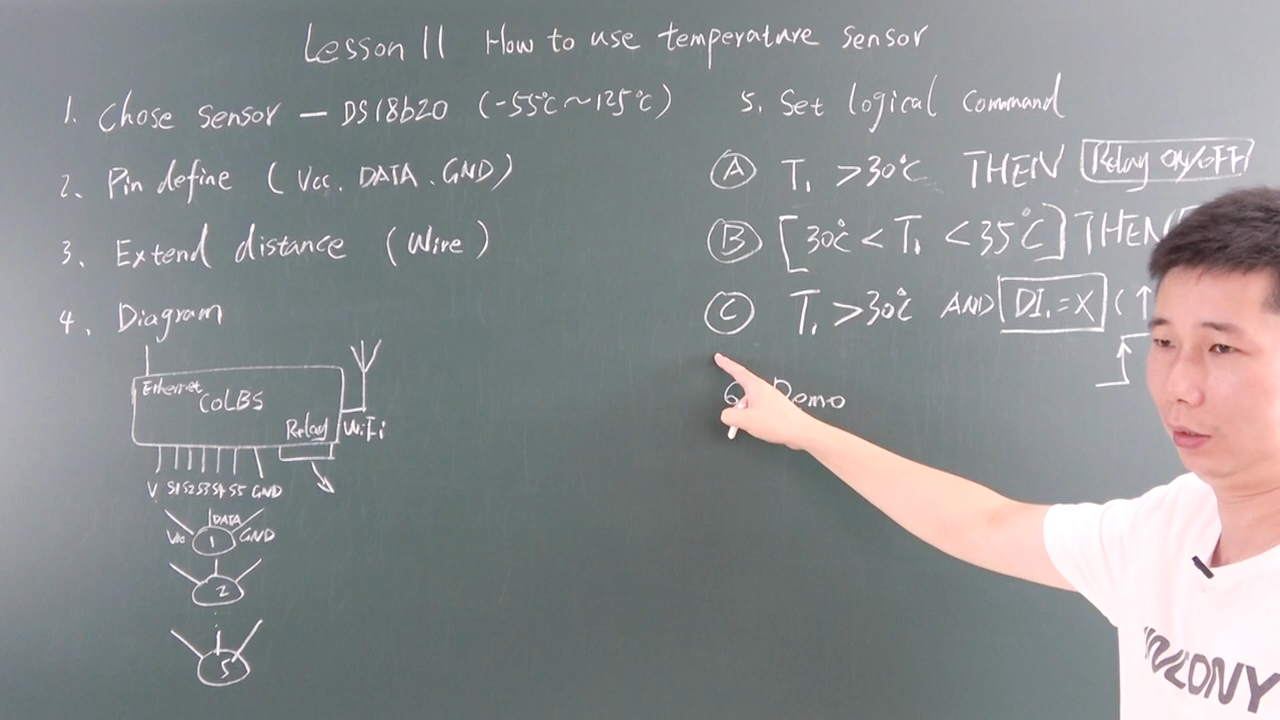 Lesson 11 How to use temperature sensor
1. Chose sensor — DS18b20 (-55℃~125℃)
2. Pin define (Vcc. DATA. GND)
3. Extend distance (Wire)
4. Diagram
Ethernet
CoLBS
Relay
WiFi
V S1 S2 S3 S4 S5 GND
Vcc DATA GND
1
2
5
5. Set logical command
A T1 >30℃ THEN Relay ON/OFF
B [30℃ < T1 < 35℃] THEN
C T1 >30℃ AND DI1=X (↑
6. Demo